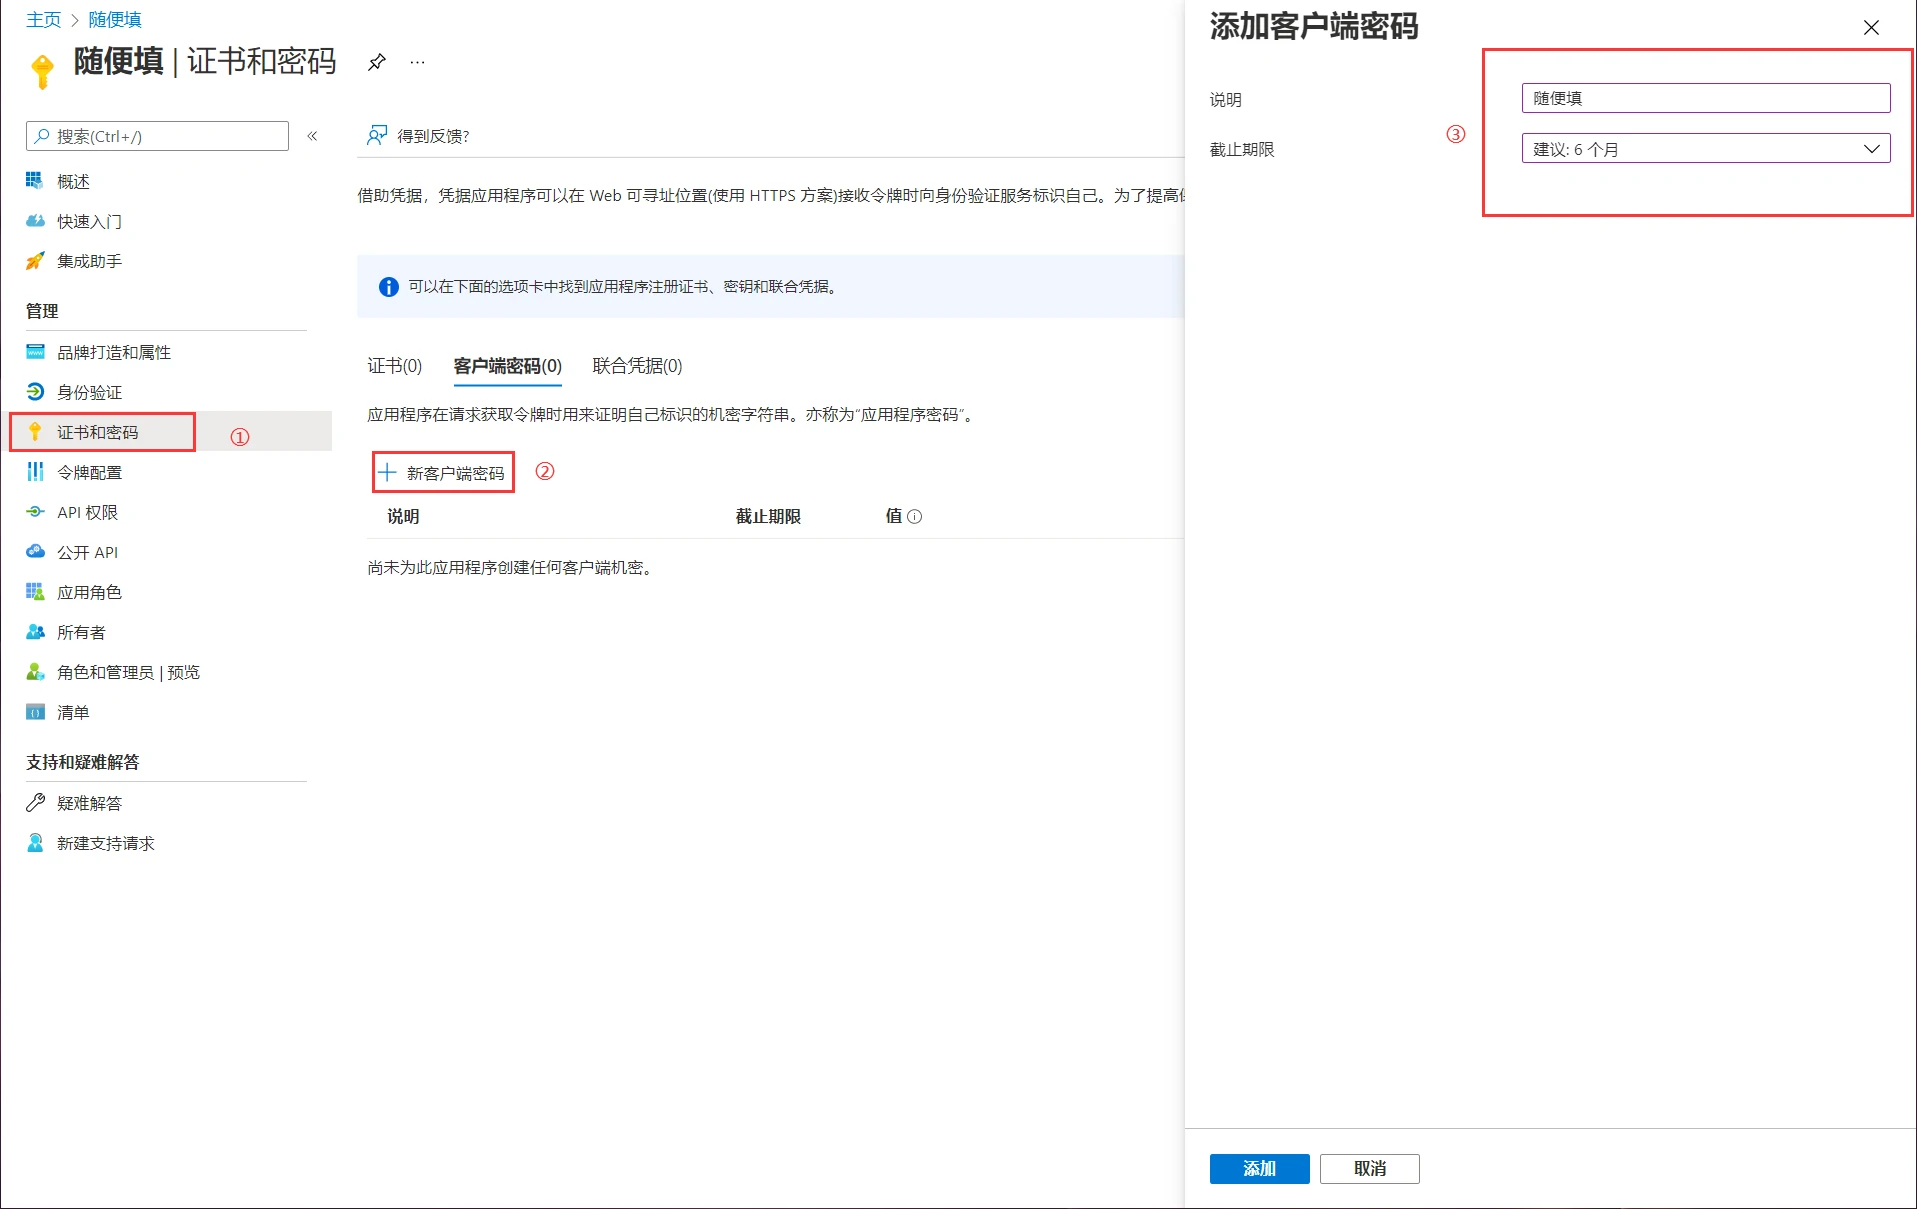 主页 > 随便填
随便填 | 证书和密码
搜索(Ctrl+/)
概述
快速入门
集成助手
管理
品牌打造和属性
身份验证
证书和密码 ①
令牌配置
API 权限
公开 API
应用角色
所有者
角色和管理员 | 预览
清单
支持和疑难解答
疑难解答
新建支持请求
得到反馈?
借助凭据，凭据应用程序可以在 Web 可寻址位置(使用 HTTPS 方案)接收令牌时向身份验证服务标识自己。为了提高
可以在下面的选项卡中找到应用程序注册证书、密钥和联合凭据。
证书(0) 客户端密码(0) 联合凭据(0)
应用程序在请求获取令牌时用来证明自己标识的机密字符串。亦称为“应用程序密码”。
新客户端密码 ②
说明 截止期限 值
尚未为此应用程序创建任何客户端机密。
添加客户端密码
说明 随便填
③
截止期限 建议: 6 个月
添加 取消